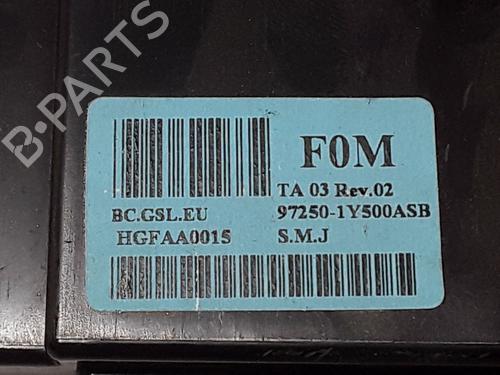 B-PARTS
F0M
TA 03 Rev.02
BC.GSL.EU 97250-1Y500ASB
HGFAA0015 S.M.J